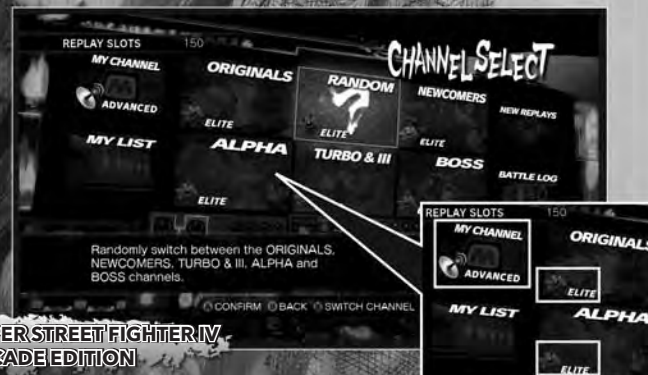 REPLAY SLOTS 150
CHANNEL SELECT
MY CHANNEL
ADVANCED
ORIGINALS
ELITE
RANDOM
?
ELITE
NEWCOMERS
ELITE
NEW REPLAYS
MY LIST
ALPHA
ELITE
TURBO & III
BOSS
BATTLE LOG
Randomly switch between the ORIGINALS,
NEWCOMERS, TURBO & III, ALPHA and
BOSS channels.
CONFIRM BACK SWITCH CHANNEL
REPLAY SLOTS 150
MY CHANNEL
ADVANCED
ORIGINALS
ELITE
MY LIST
ALPHA
ELITE
ER STREET FIGHTER IV
CADE EDITION